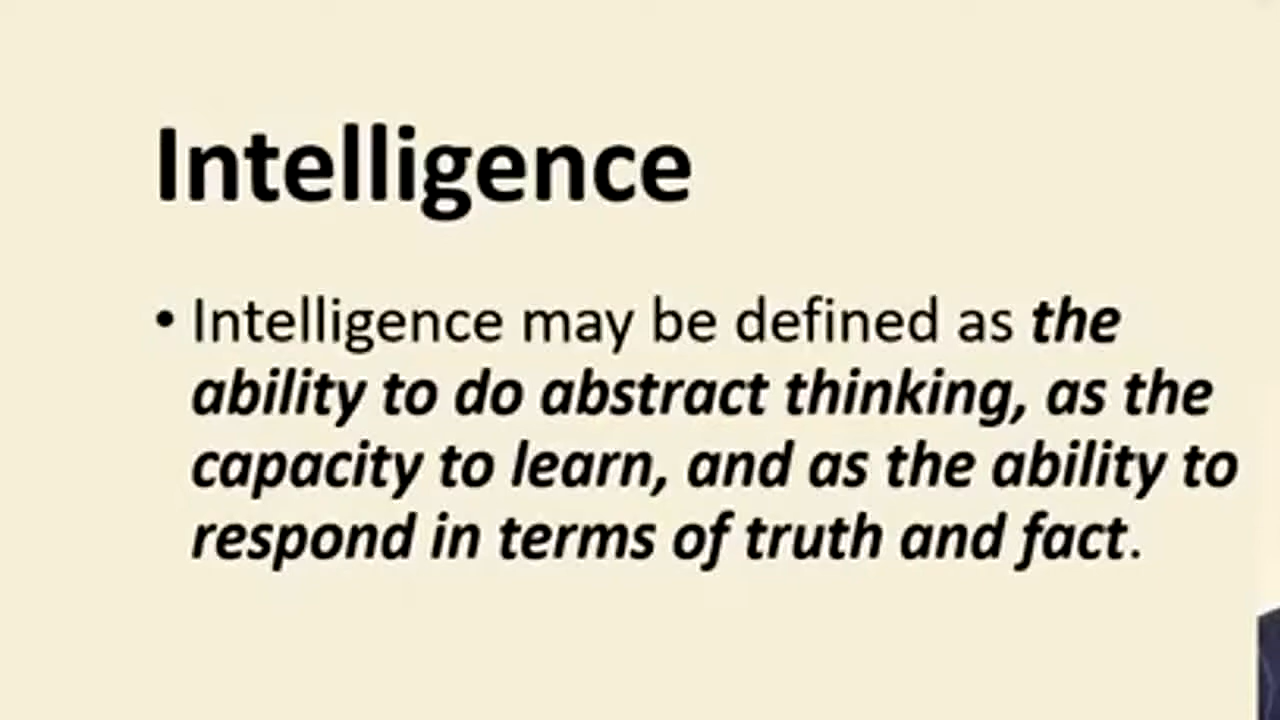 Intelligence
• Intelligence may be defined as the
ability to do abstract thinking, as the
capacity to learn, and as the ability to
respond in terms of truth and fact.